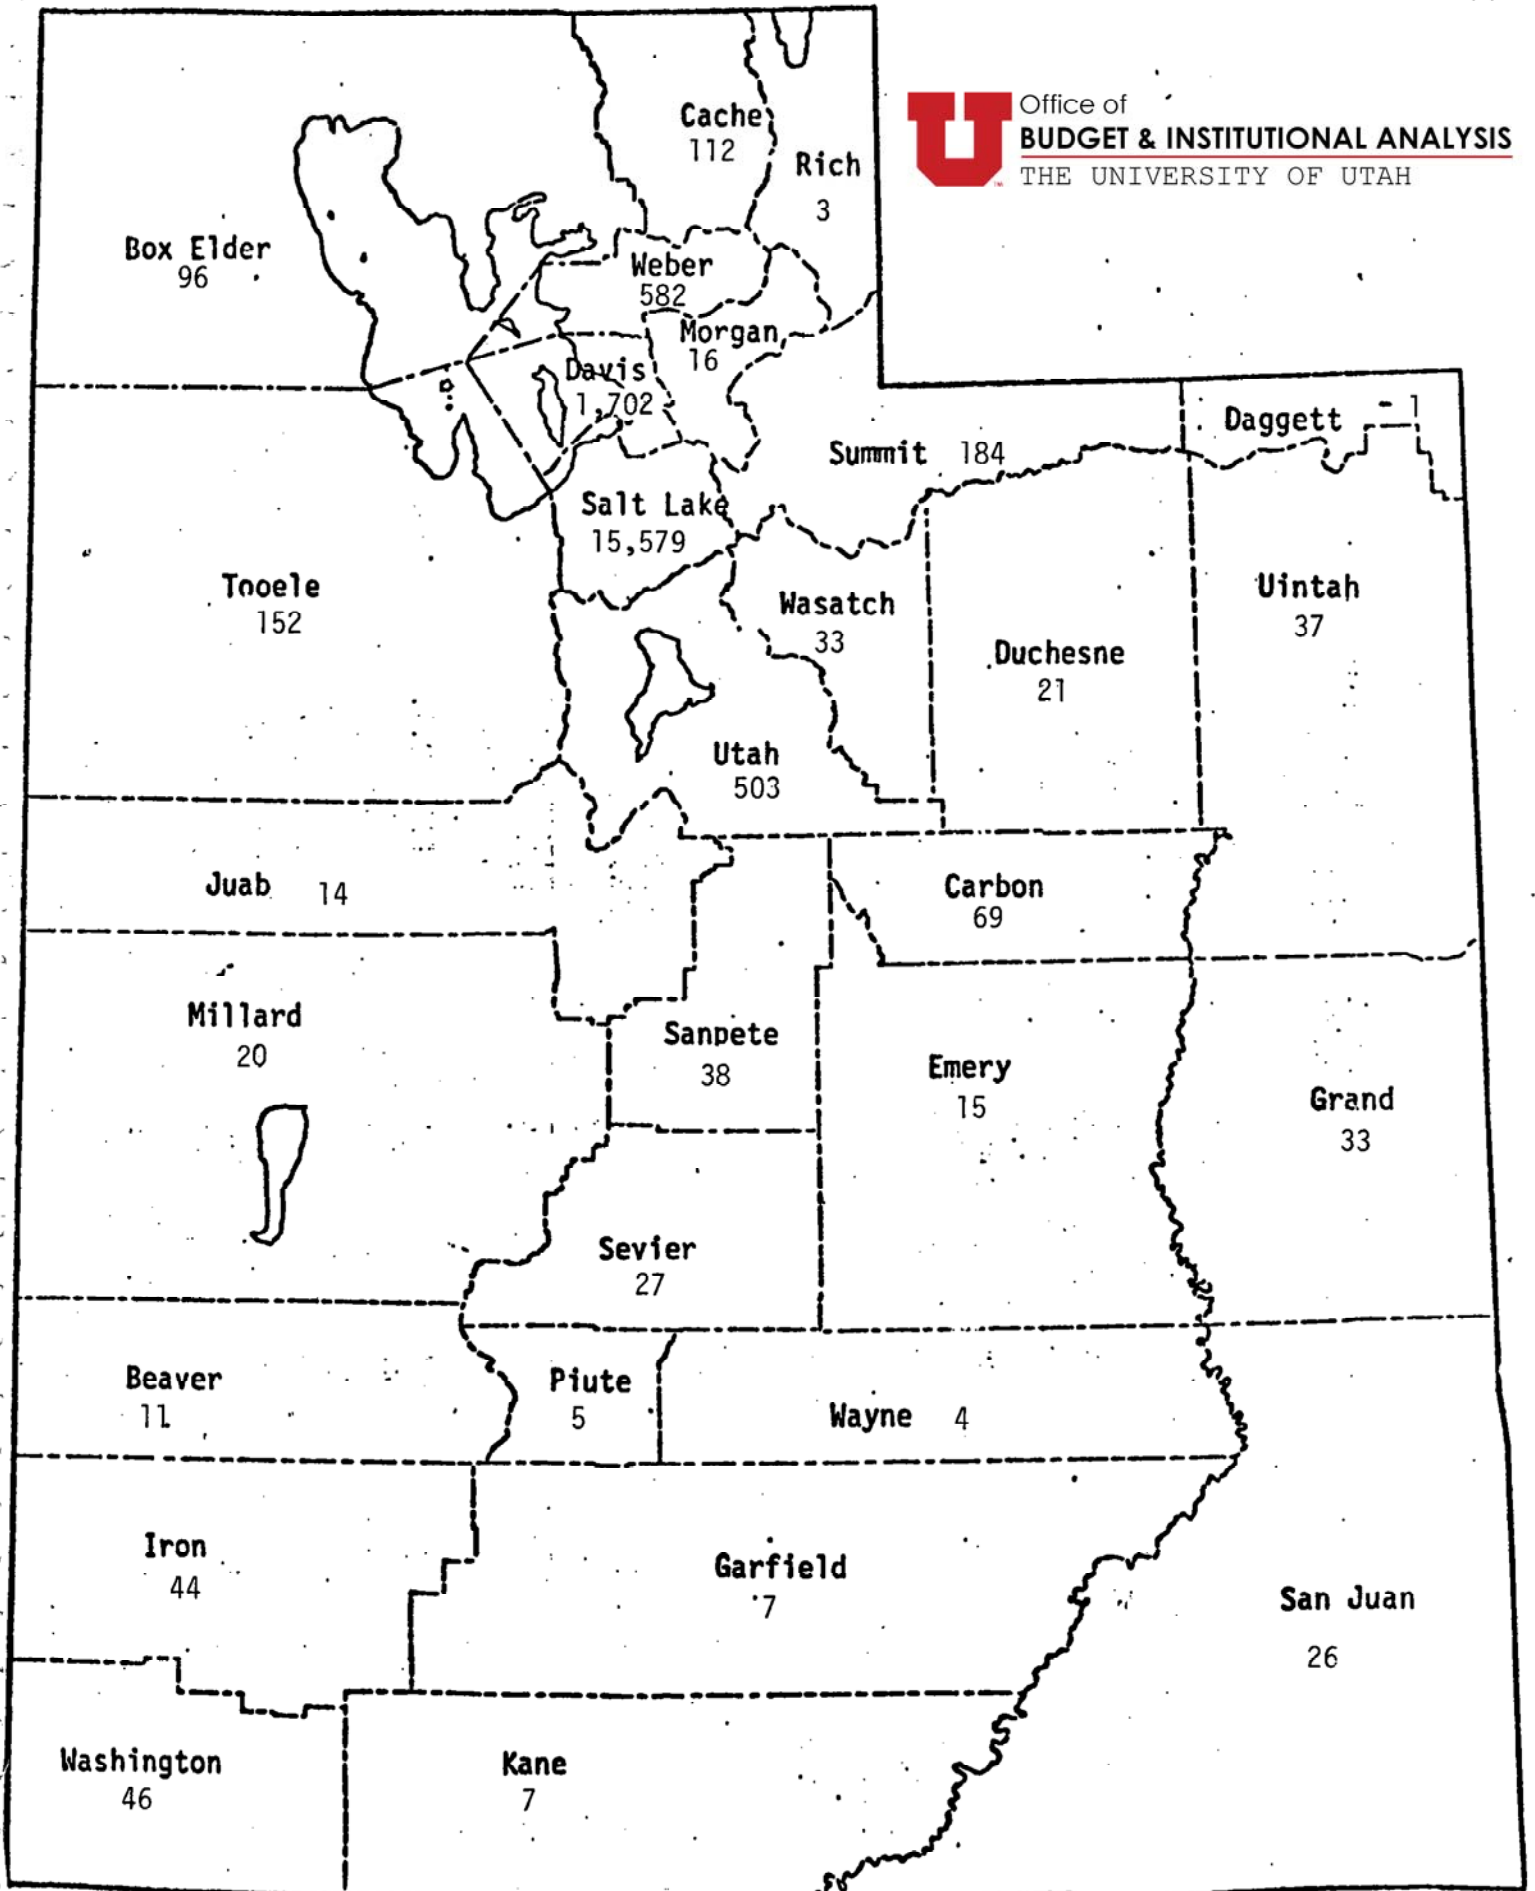 Office of
BUDGET & INSTITUTIONAL ANALYSIS
THE UNIVERSITY OF UTAH
Cache
112
Rich
3
Box Elder
96
Weber
582
Morgan
16
Davis
1,702
Daggett - 1
Summit 184
Salt Lake
15,579
Tooele
152
Wasatch
33
Uintah
37
Duchesne
21
Utah
503
Juab 14
Carbon
69
Millard
20
Sanpete
38
Emery
15
Grand
33
Sevier
27
Beaver
11
Piute
5
Wayne 4
Iron
44
Garfield
7
San Juan
26
Washington
46
Kane
7